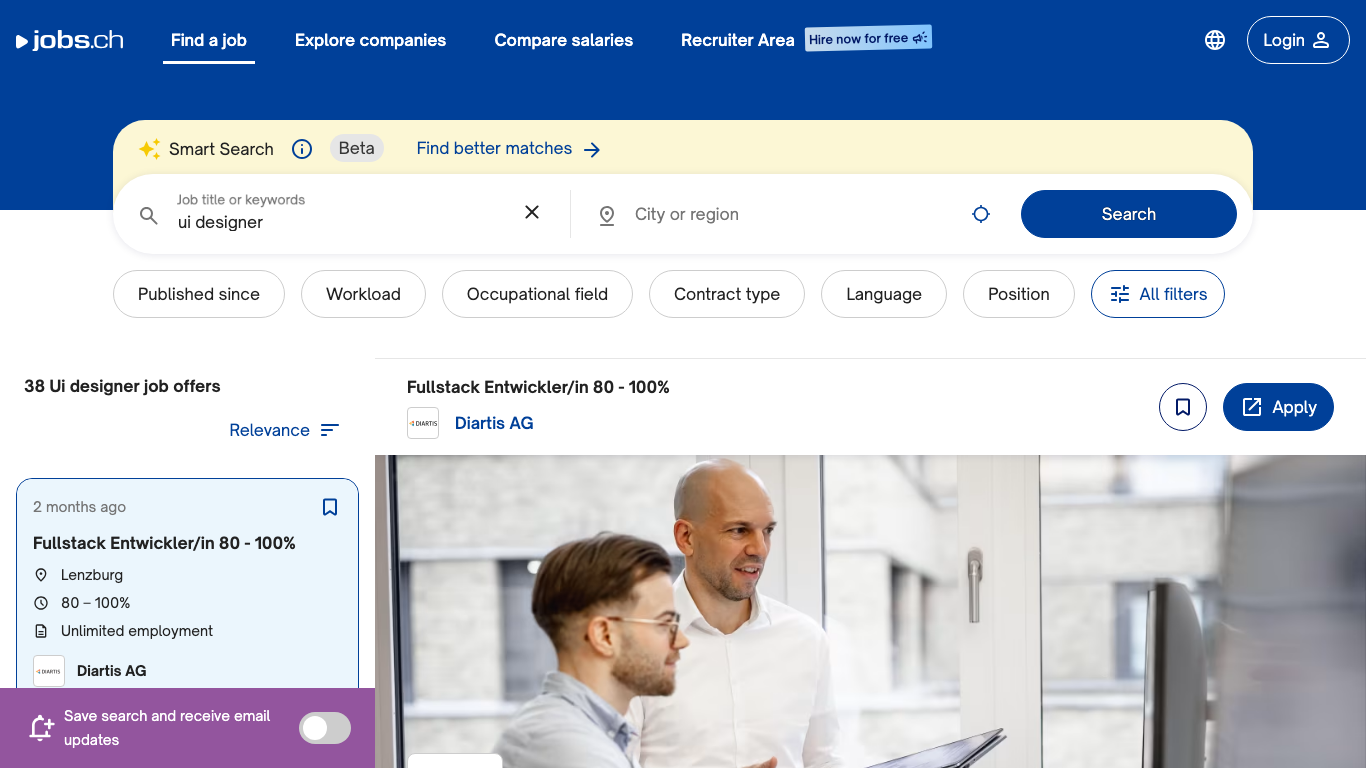 jobs.ch
Find a job
Explore companies
Compare salaries
Recruiter Area
Hire now for free
Login
Smart Search
Beta
Find better matches
Job title or keywords
ui designer
City or region
Search
Published since
Workload
Occupational field
Contract type
Language
Position
All filters
38 Ui designer job offers
Relevance
2 months ago
Fullstack Entwickler/in 80 - 100%
Lenzburg
80 – 100%
Unlimited employment
DIARTIS
Diartis AG
Save search and receive email
updates
Fullstack Entwickler/in 80 - 100%
DIARTIS
Diartis AG
Apply